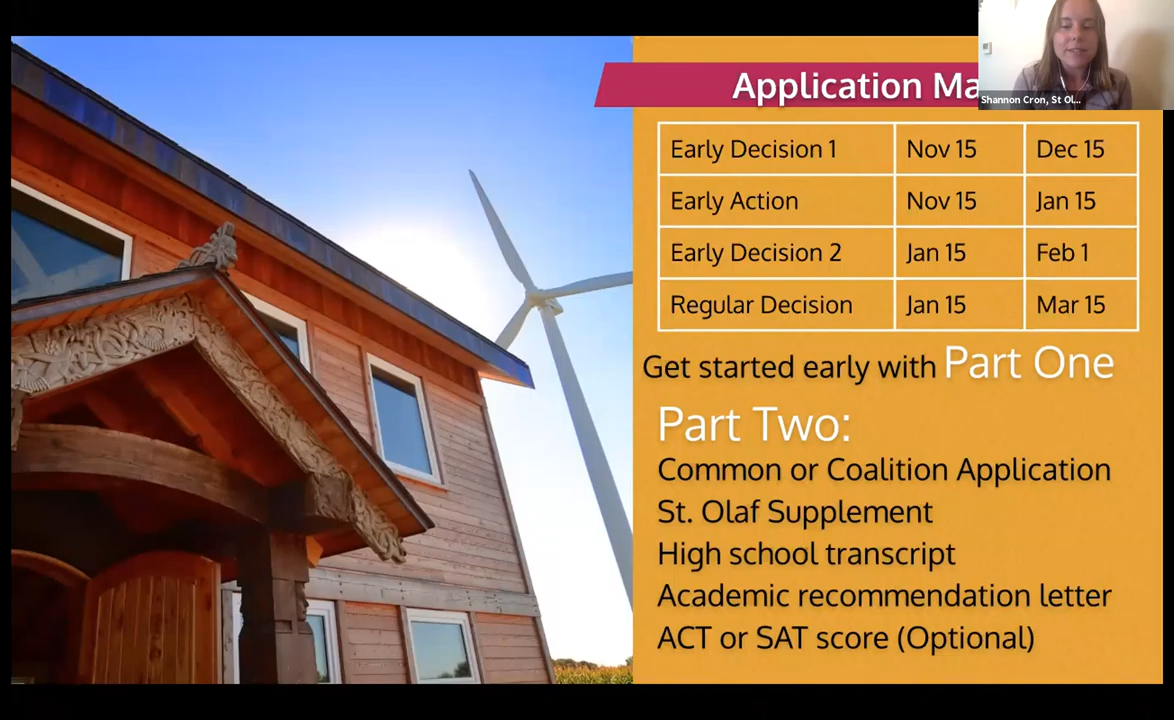 Application Ma
Shannon Cron, St Ol...
Early Decision 1 Nov 15 Dec 15
Early Action Nov 15 Jan 15
Early Decision 2 Jan 15 Feb 1
Regular Decision Jan 15 Mar 15
Get started early with Part One
Part Two:
Common or Coalition Application
St. Olaf Supplement
High school transcript
Academic recommendation letter
ACT or SAT score (Optional)